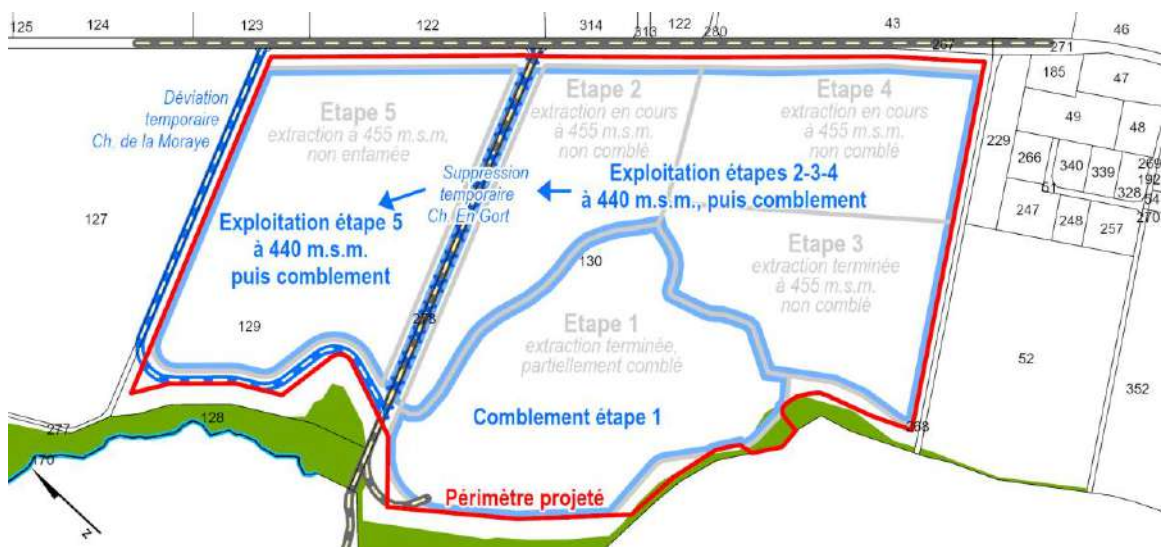 125
124
123
122
314
313
122
280
43
46
267
271
Déviation
temporaire
Ch. de la Moraye
Etape 5
extraction à 455 m.s.m.
non entamée
Etape 2
extraction en cours
à 455 m.s.m.
non comblé
Etape 4
extraction en cours
à 455 m.s.m.
non comblé
185
47
49
48
229
266
340
339
269
192
328
54
51
270
247
248
257
127
Suppression
temporaire
Ch. En Gort
Exploitation étapes 2-3-4
à 440 m.s.m., puis comblement
Exploitation étape 5
à 440 m.s.m.
puis comblement
130
Etape 3
extraction terminée
à 455 m.s.m.
non comblé
129
Etape 1
extraction terminée,
partiellement comblé
52
352
128
277
Comblement étape 1
268
170
Périmètre projeté
z